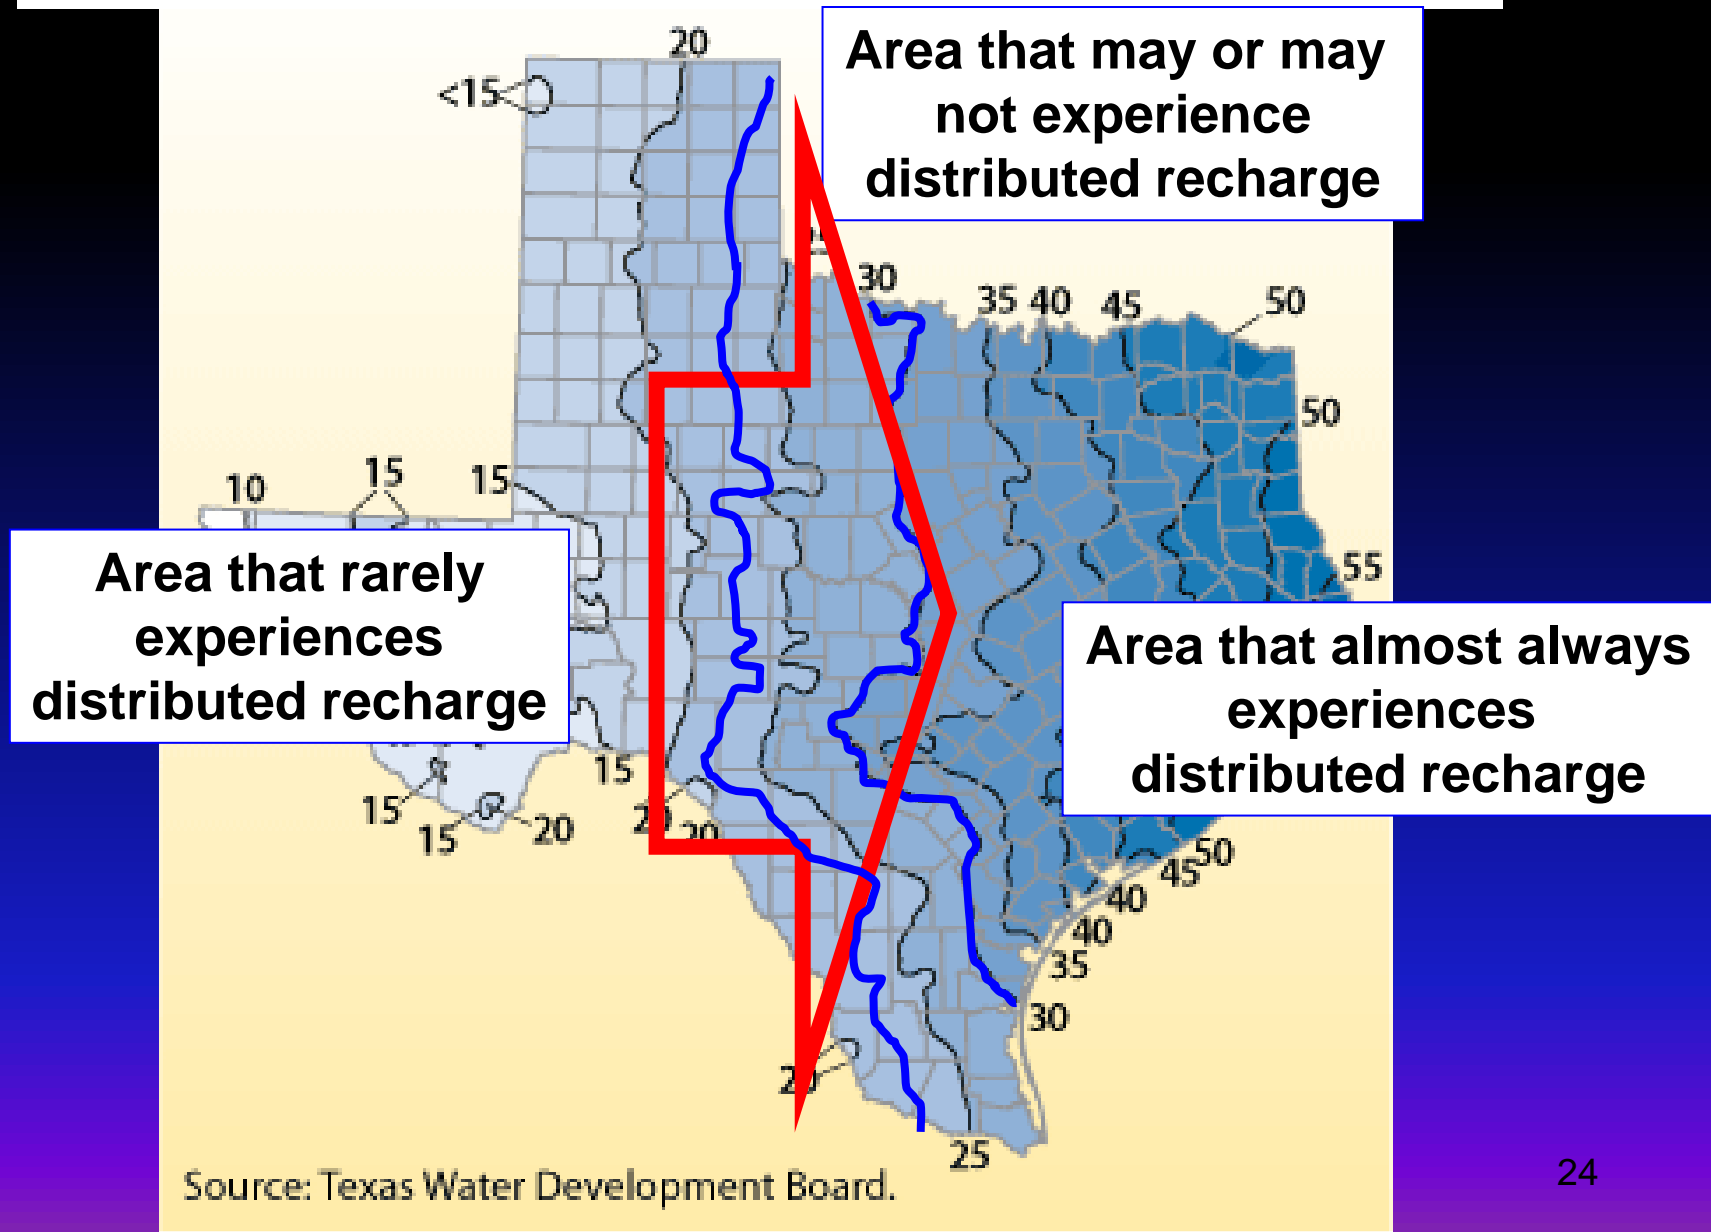 20
<15
Area that may or may
not experience
distributed recharge
30
35
40
45
50
50
10
15
15
55
Area that rarely
experiences
distributed recharge
Area that almost always
experiences
distributed recharge
15
15
15
20
20
20
50
45
40
40
35
30
20
25
Source: Texas Water Development Board.
24